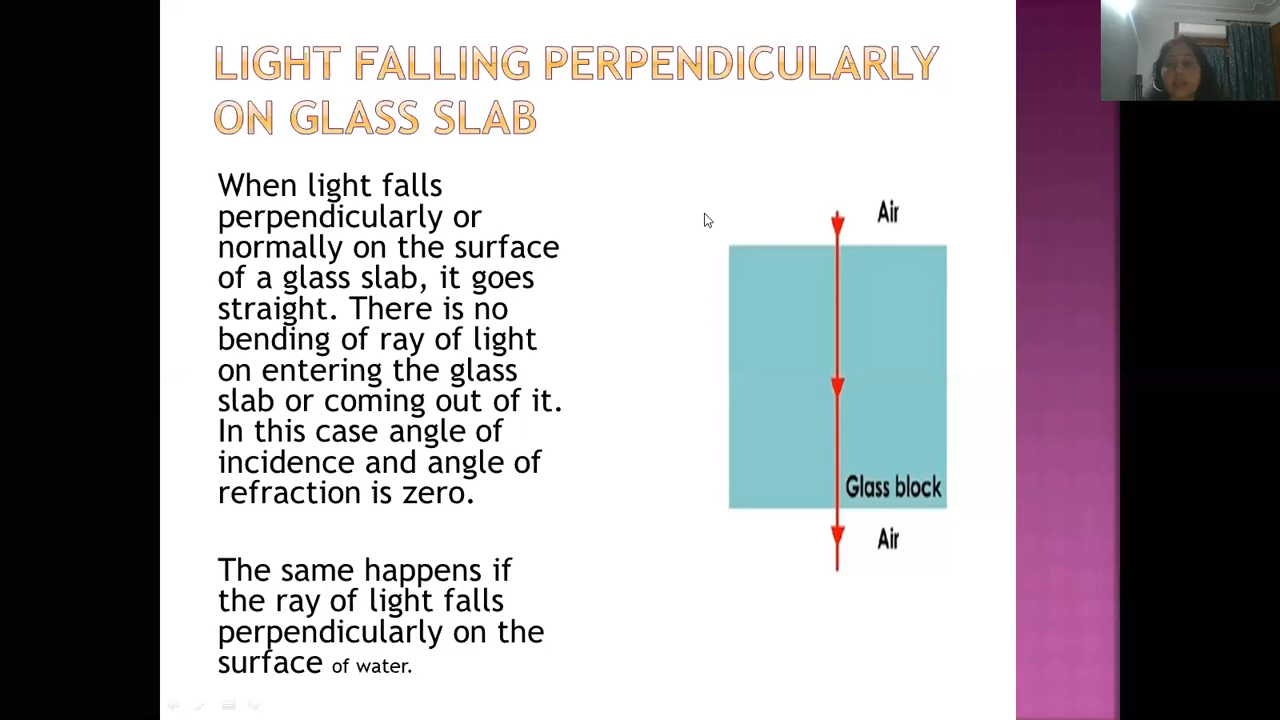 LIGHT FALLING PERPENDICULARLY
ON GLASS SLAB
When light falls
perpendicularly or
normally on the surface
of a glass slab, it goes
straight. There is no
bending of ray of light
on entering the glass
slab or coming out of it.
In this case angle of
incidence and angle of
refraction is zero.
The same happens if
the ray of light falls
perpendicularly on the
surface of water.
Air
Glass block
Air